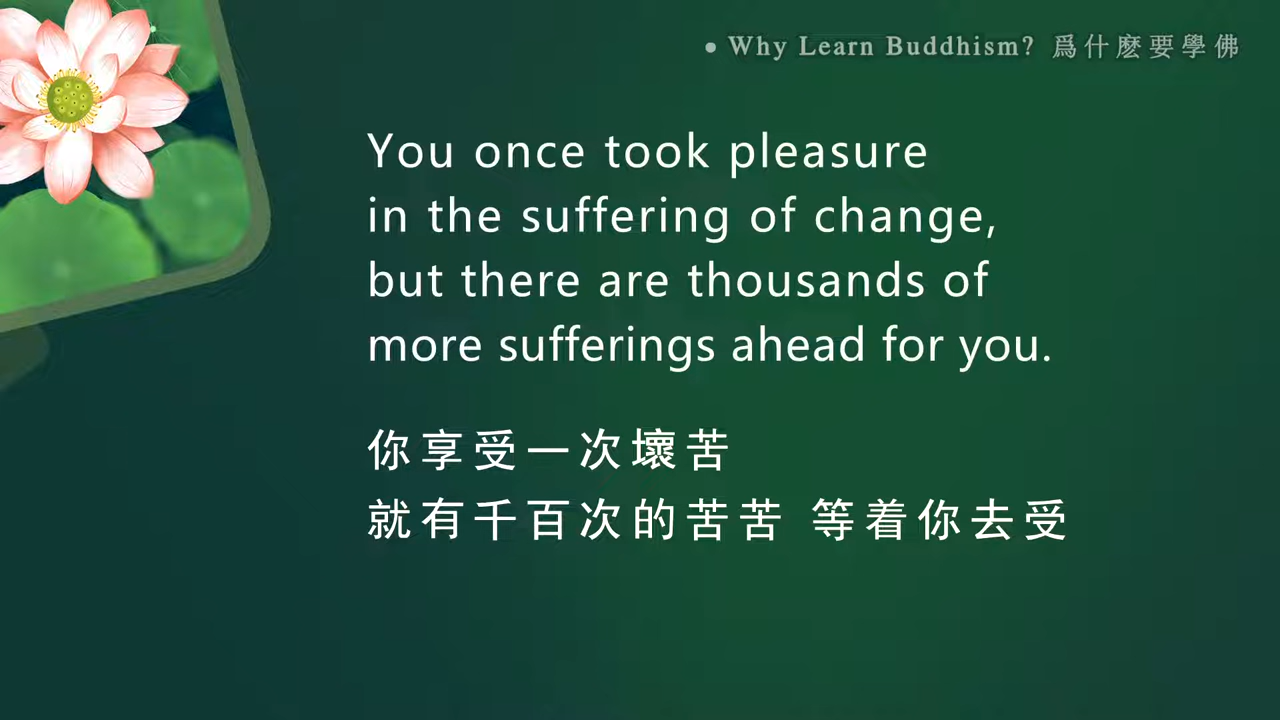 • Why Learn Buddhism? 爲什麽要學佛
You once took pleasure
in the suffering of change,
but there are thousands of
more sufferings ahead for you.
你享受一次壞苦
就有千百次的苦苦 等着你去受